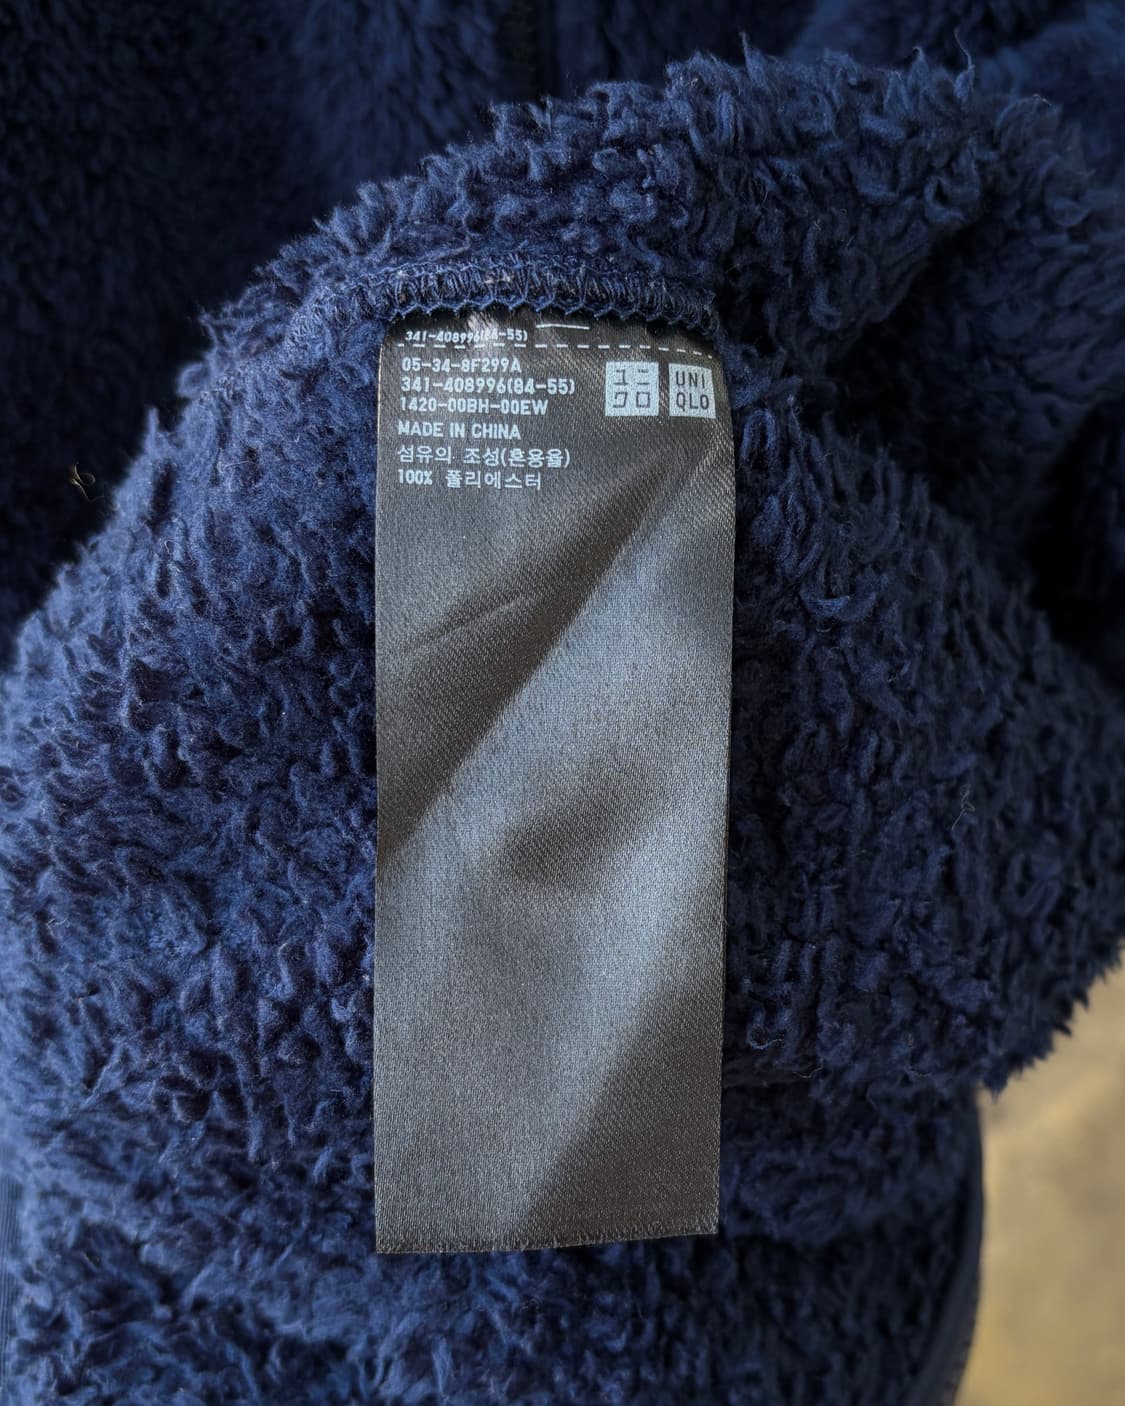 341-408996(84-55)
05-34-8F299A
341-408996(84-55)
1420-00BH-00EW
MADE IN CHINA
섬유의 조성(혼용율)
100% 폴리에스터
ユニ
クロ
UNI
QLO